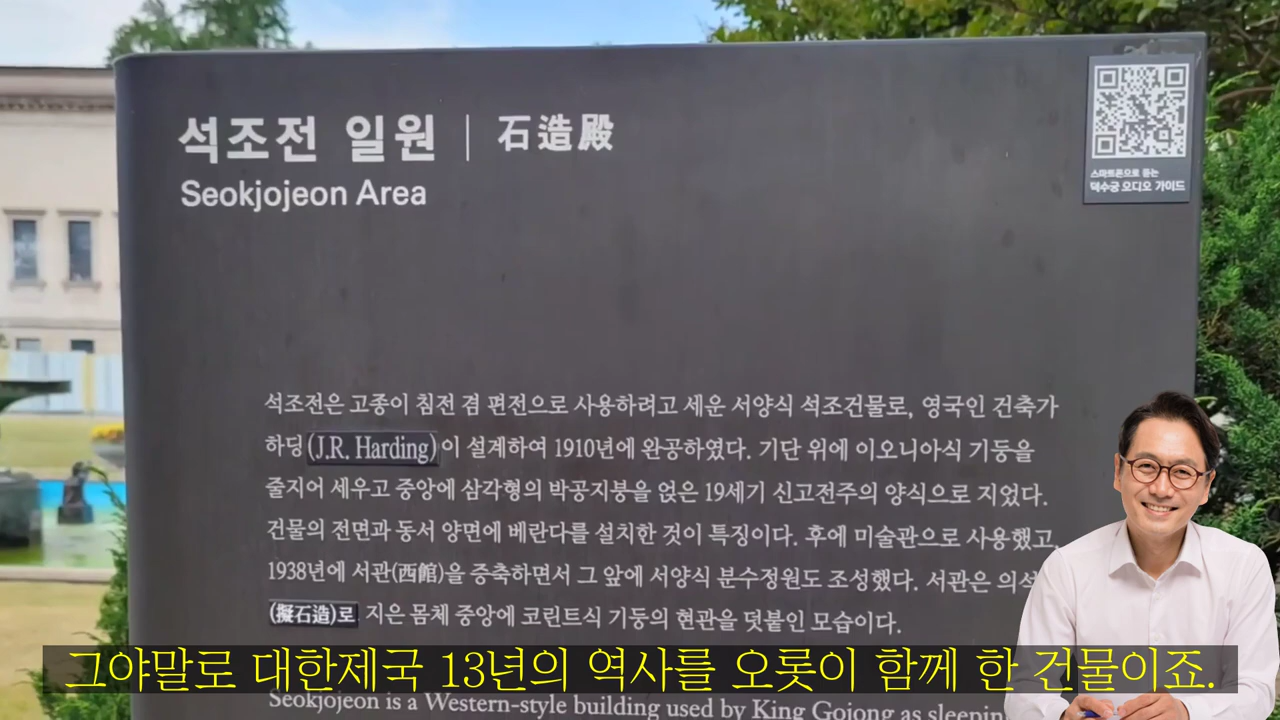 석조전 일원 | 石造殿
Seokjojeon Area
스마트폰으로 듣는
덕수궁 오디오 가이드
석조전은 고종이 침전 겸 편전으로 사용하려고 세운 서양식 석조건물로, 영국인 건축가
하딩(J.R. Harding)이 설계하여 1910년에 완공하였다. 기단 위에 이오니아식 기둥을
줄지어 세우고 중앙에 삼각형의 박공지붕을 얹은 19세기 신고전주의 양식으로 지었다.
건물의 전면과 동서 양면에 베란다를 설치한 것이 특징이다. 후에 미술관으로 사용했고,
1938년에 서관(西館)을 증축하면서 그 앞에 서양식 분수정원도 조성했다. 서관은 의석
(擬石造)로 지은 몸체 중앙에 코린트식 기둥의 현관을 덧붙인 모습이다.
그야말로 대한제국 13년의 역사를 오롯이 함께 한 건물이죠.
Seokjojeon is a Western-style building used by King Gojong as sleepin